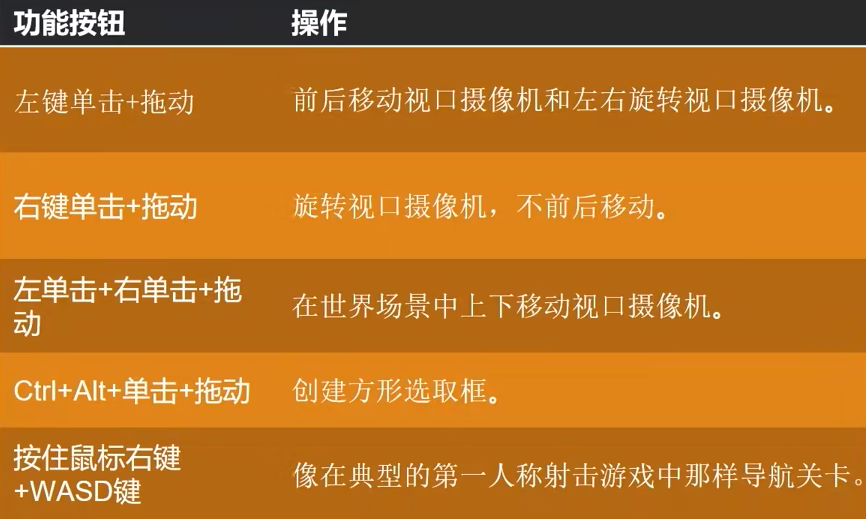 功能按钮 操作
左键单击+拖动 前后移动视口摄像机和左右旋转视口摄像机。
右键单击+拖动 旋转视口摄像机，不前后移动。
左单击+右单击+拖
动
在世界场景中上下移动视口摄像机。
Ctrl+Alt+单击+拖动 创建方形选取框。
按住鼠标右键
+WASD键
像在典型的第一人称射击游戏中那样导航关卡。